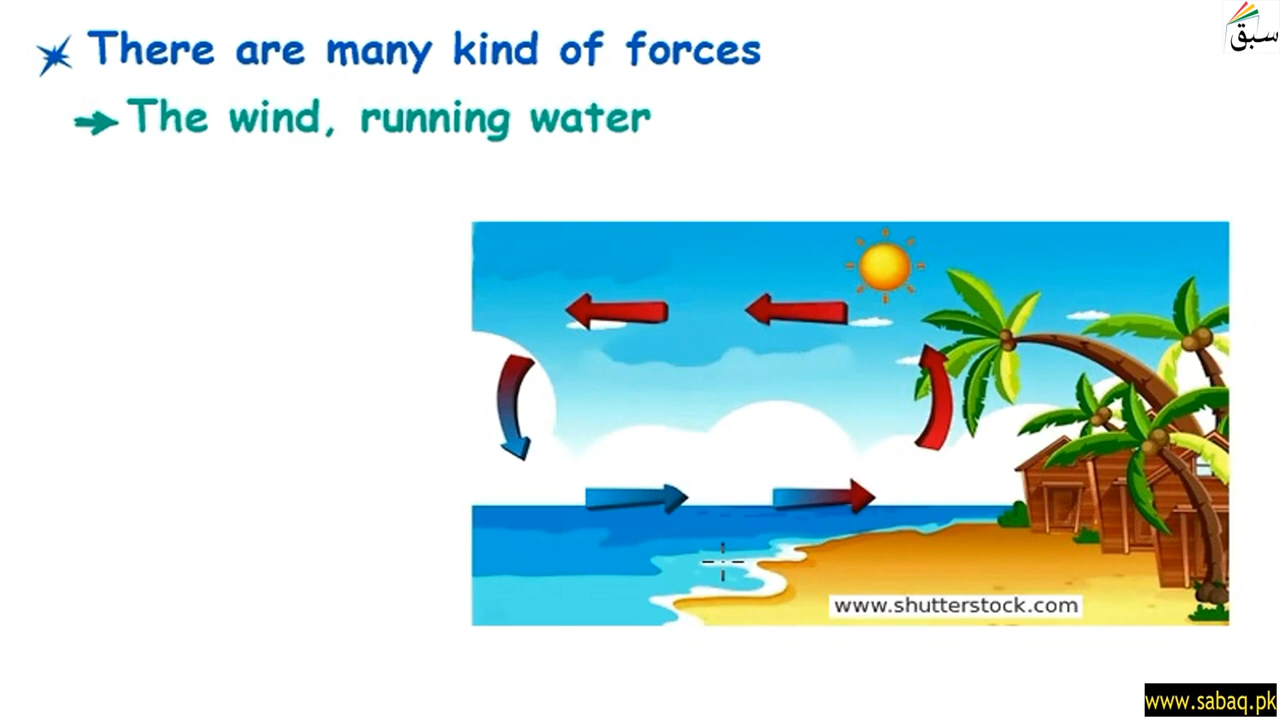 There are many kind of forces
The wind, running water
سبق
www.shutterstock.com
www.sabaq.pk